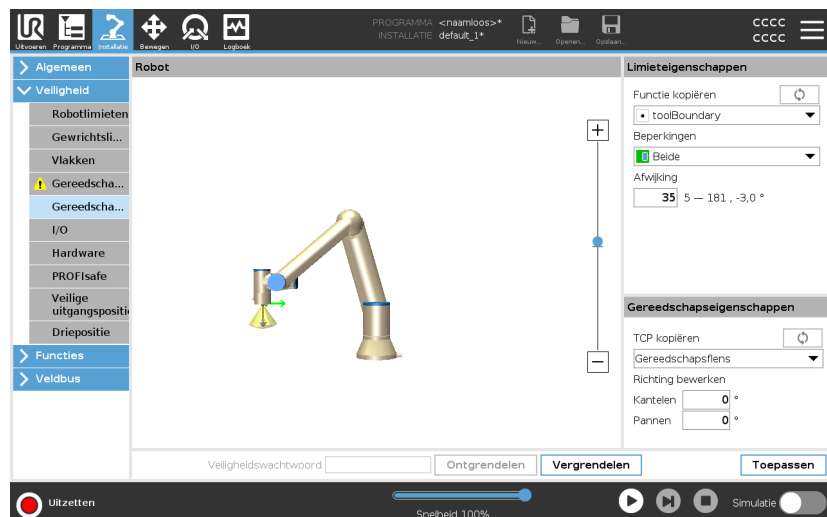 PROGRAMMA <naamloos>*
INSTALLATIE default_1*
Nieuw...
Openen...
Opslaan...
CCCC
CCCC
UR
Uitvoeren
Programma
Installatie
Bewegen
I/O
Logboek
Algemeen
Veiligheid
Robotlimieten
Gewrichtsli...
Vlakken
Gereedscha...
Gereedscha...
I/O
Hardware
PROFIsafe
Veilige
uitgangspositi
Driepositie
Functies
Veldbus
Robot
Limieteigenschappen
Functie kopiëren
toolBoundary
Beperkingen
Beide
Afwijking
35 5 — 181 , -3,0 °
Gereedschapseigenschappen
TCP kopiëren
Gereedschapsflens
Richting bewerken
Kantelen 0 °
Pannen 0 °
Veiligheidswachtwoord
Ontgrendelen
Vergrendelen
Toepassen
Uitzetten
Snelheid 100%
Simulatie